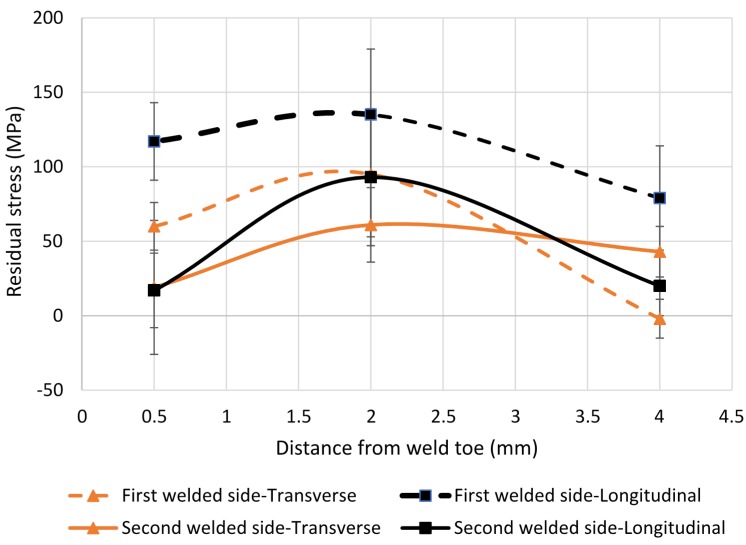 200
150
100
50
0
-50
0 0.5 1 1.5 2 2.5 3 3.5 4 4.5
Residual stress (MPa)
Distance from weld toe (mm)
First welded side-Transverse
First welded side-Longitudinal
Second welded side-Transverse
Second welded side-Longitudinal